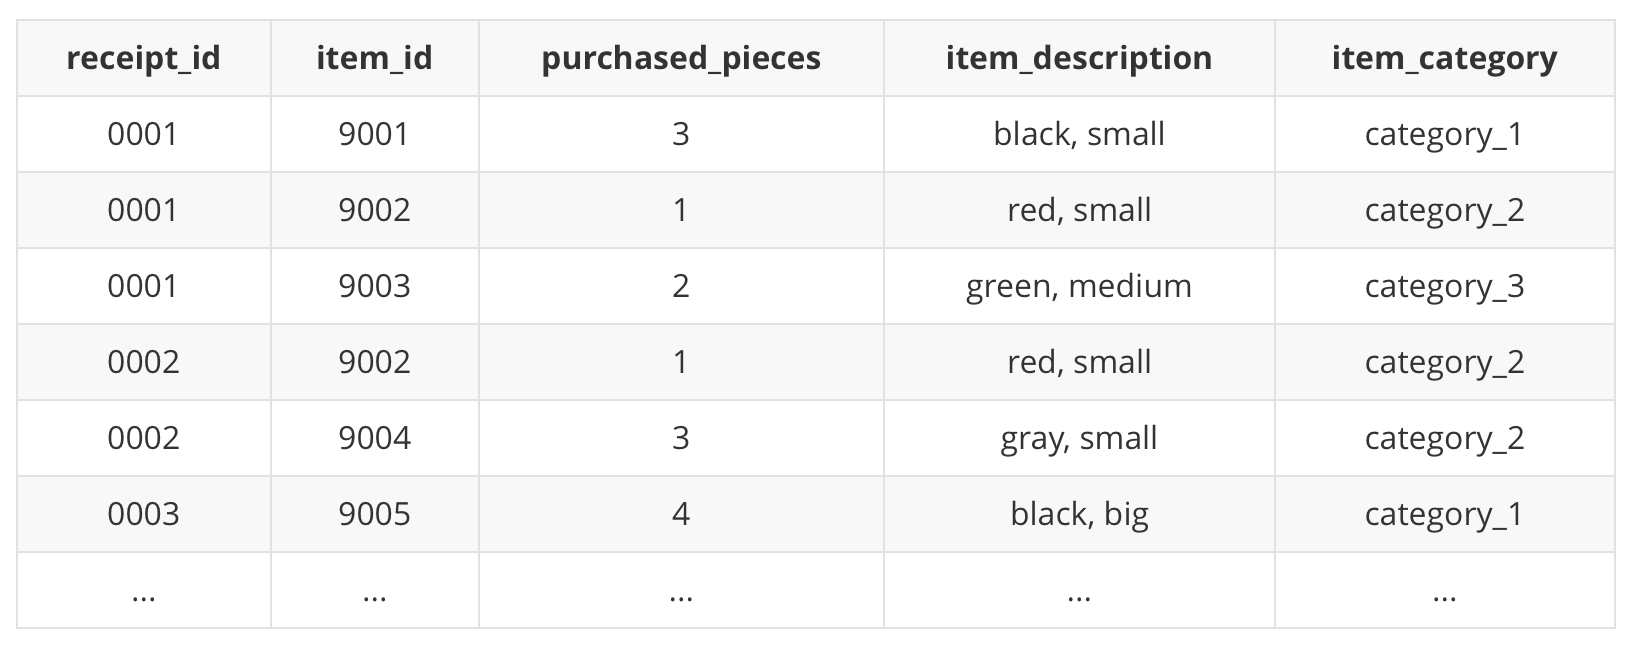 receipt_id item_id purchased_pieces item_description item_category
0001 9001 3 black, small category_1
0001 9002 1 red, small category_2
0001 9003 2 green, medium category_3
0002 9002 1 red, small category_2
0002 9004 3 gray, small category_2
0003 9005 4 black, big category_1
... ... ... ... ...